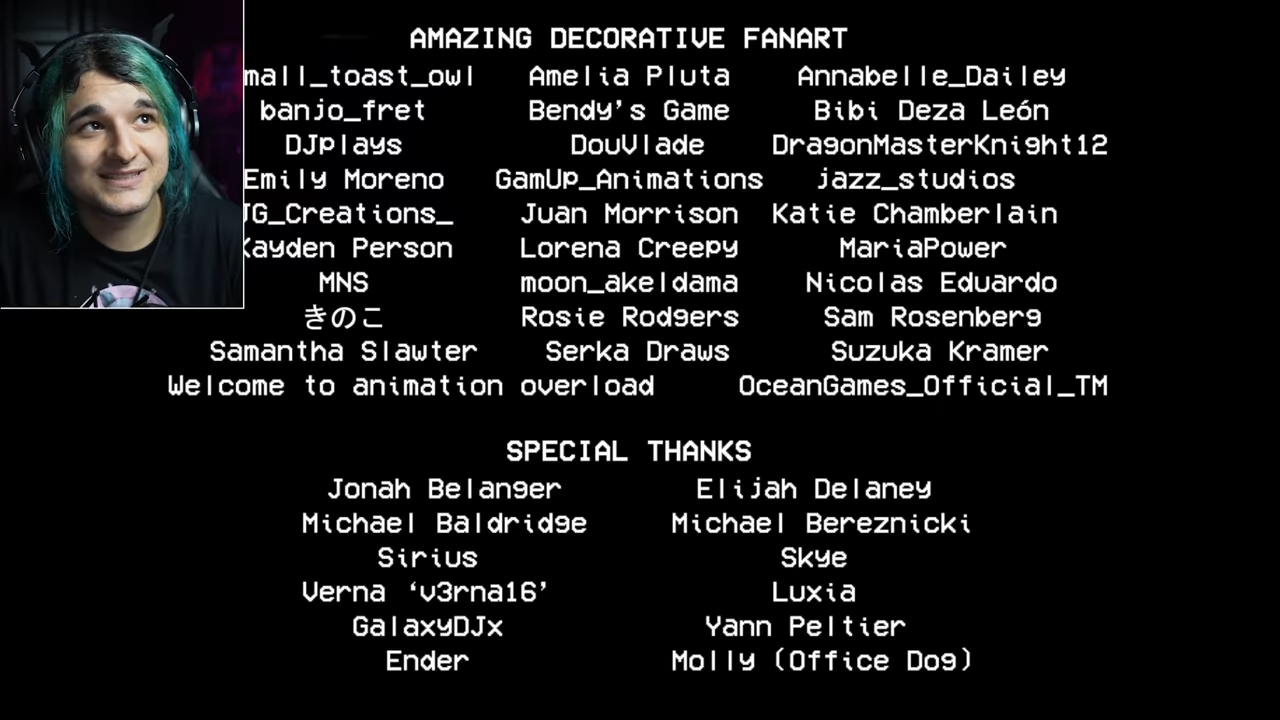 AMAZING DECORATIVE FANART
mall_toast_owl Amelia Pluta Annabelle_Dailey
banjo_fret Bendy's Game Bibi Deza León
DJplays DouVlade DragonMasterKnight12
Emily Moreno GamUp_Animations jazz_studios
JG_Creations_ Juan Morrison Katie Chamberlain
Kayden Person Lorena Creepy MariaPower
MNS moon_akeldama Nicolas Eduardo
きのこ Rosie Rodgers Sam Rosenberg
Samantha Slawter Serka Draws Suzuka Kramer
Welcome to animation overload OceanGames_Official_TM
SPECIAL THANKS
Jonah Belanger Elijah Delaney
Michael Baldridge Michael Bereznicki
Sirius Skye
Verna ‘v3rna16’ Luxia
GalaxyDJx Yann Peltier
Ender Molly (Office Dog)